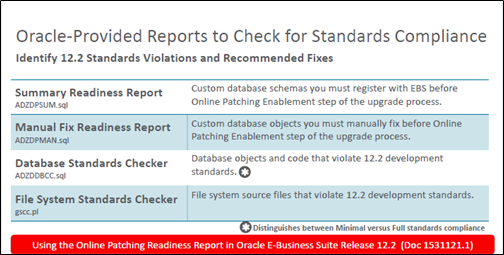 Oracle-Provided Reports to Check for Standards Compliance
Identify 12.2 Standards Violations and Recommended Fixes
Summary Readiness Report
ADZDPSUM.sql
Custom database schemas you must register with EBS before
Online Patching Enablement step of the upgrade process.
Manual Fix Readiness Report
ADZDPMAN.sql
Custom database objects you must manually fix before Online
Patching Enablement step of the upgrade process.
Database Standards Checker
ADZDDBCC.sql
Database objects and code that violate 12.2 development
standards.
File System Standards Checker
gscc.pl
File system source files that violate 12.2 development standards.
Distinguishes between Minimal versus Full standards compliance
Using the Online Patching Readiness Report in Oracle E-Business Suite Release 12.2 (Doc 1531121.1)